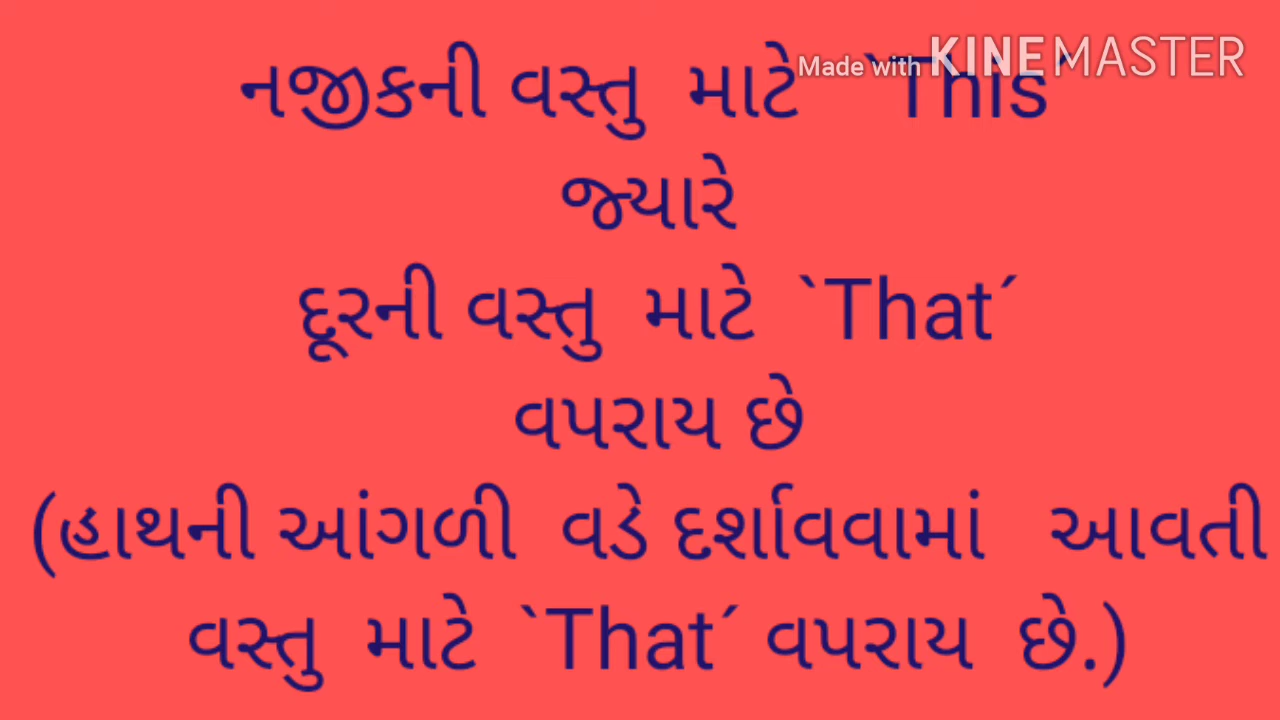 Made with KINEMASTER
નજીકની વસ્તુ માટે `This´
જ્યારે
દૂરની વસ્તુ માટે `That´
વપરાય છે
(હાથની આંગળી વડે દર્શાવવામાં આવતી
વસ્તુ માટે `That´ વપરાય છે.)